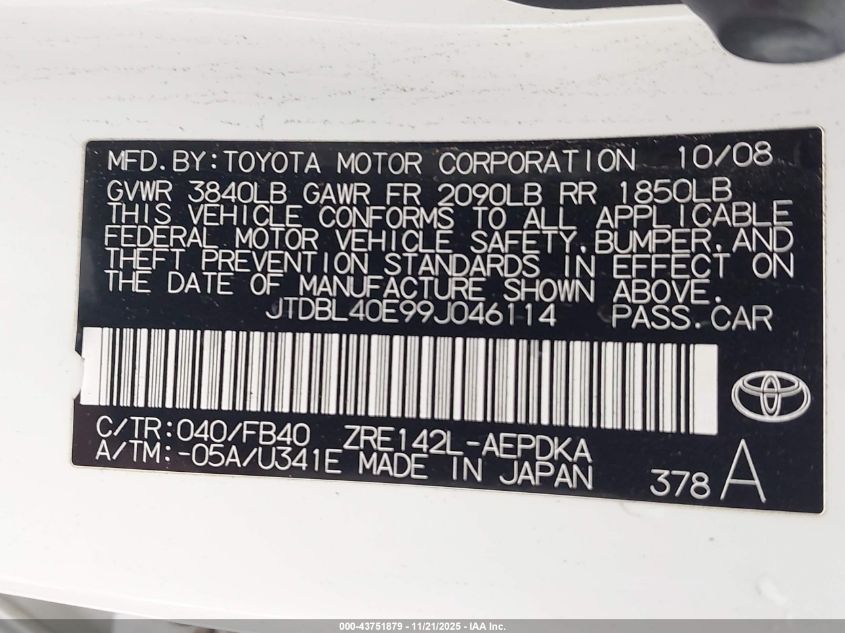 MFD.BY:TOYOTA MOTOR CORPORATION 10/08
GVWR 3840LB GAWR FR 2090LB RR 1850LB
THIS VEHICLE CONFORMS TO ALL APPLICABLE
FEDERAL MOTOR VEHICLE SAFETY,BUMPER,AND
THEFT PREVENTION STANDARDS IN EFFECT ON
THE DATE OF MANUFACTURE SHOWN ABOVE.
JTDBL40E99J046114 PASS.CAR
C/TR:040/FB40 ZRE142L-AEPDKA
A/TM:-05A/U341E MADE IN JAPAN 378 A
000-43751879 - 11/21/2025 - IAA Inc.